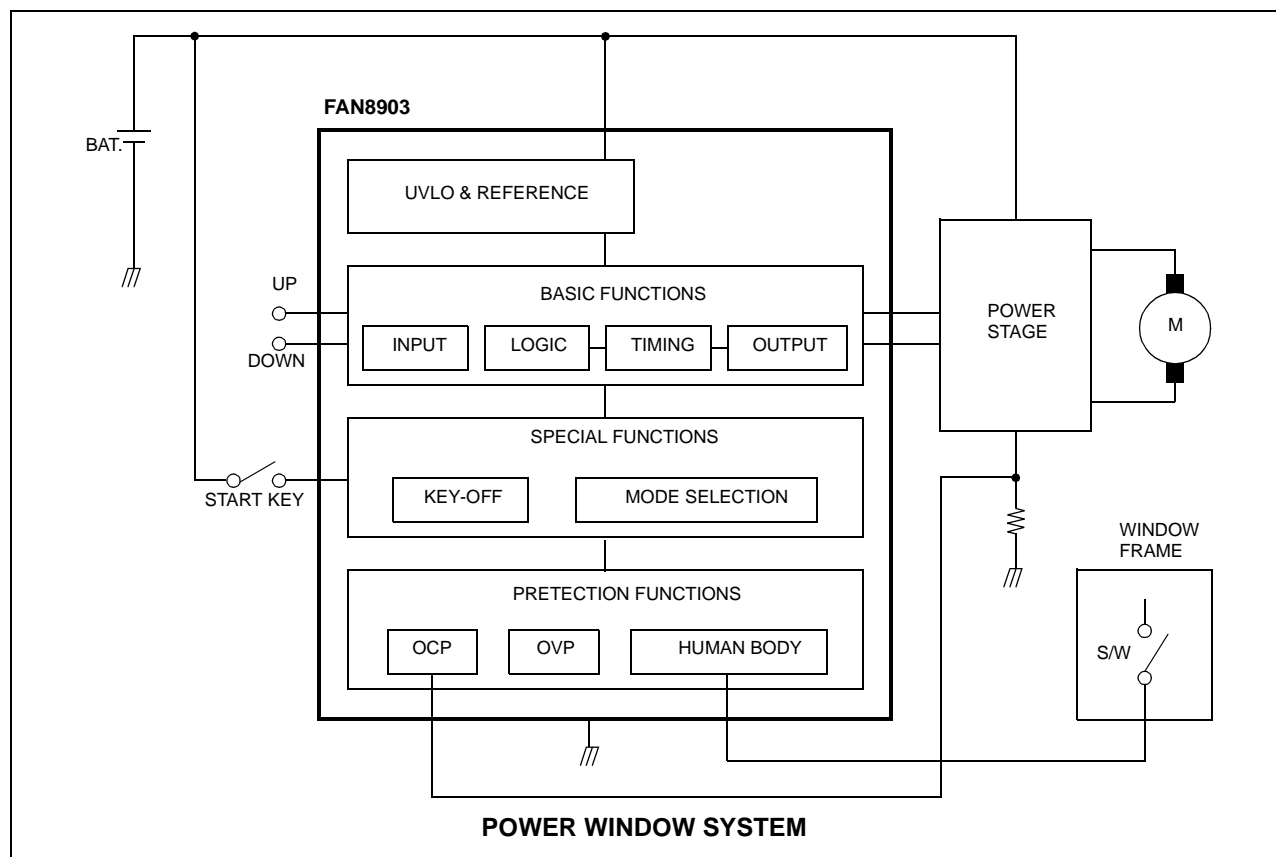 FAN8903
BAT.
UVLO & REFERENCE
UP
DOWN
BASIC FUNCTIONS
INPUT
LOGIC
TIMING
OUTPUT
POWER
STAGE
M
SPECIAL FUNCTIONS
START KEY
KEY-OFF
MODE SELECTION
WINDOW
FRAME
S/W
PRETECTION FUNCTIONS
OCP
OVP
HUMAN BODY
POWER WINDOW SYSTEM